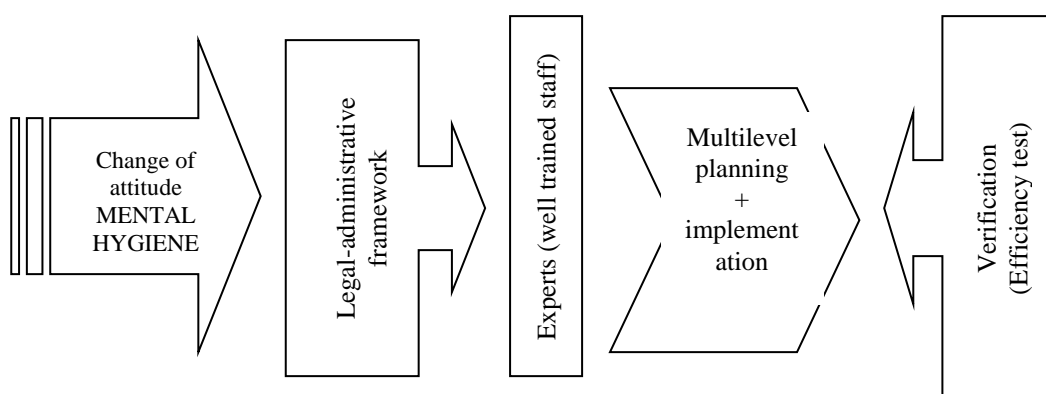 Change of
attitude
MENTAL
HYGIENE
Legal-administrative
framework
Experts (well trained staff)
Multilevel
planning
+
implement
ation
Verification
(Efficiency test)